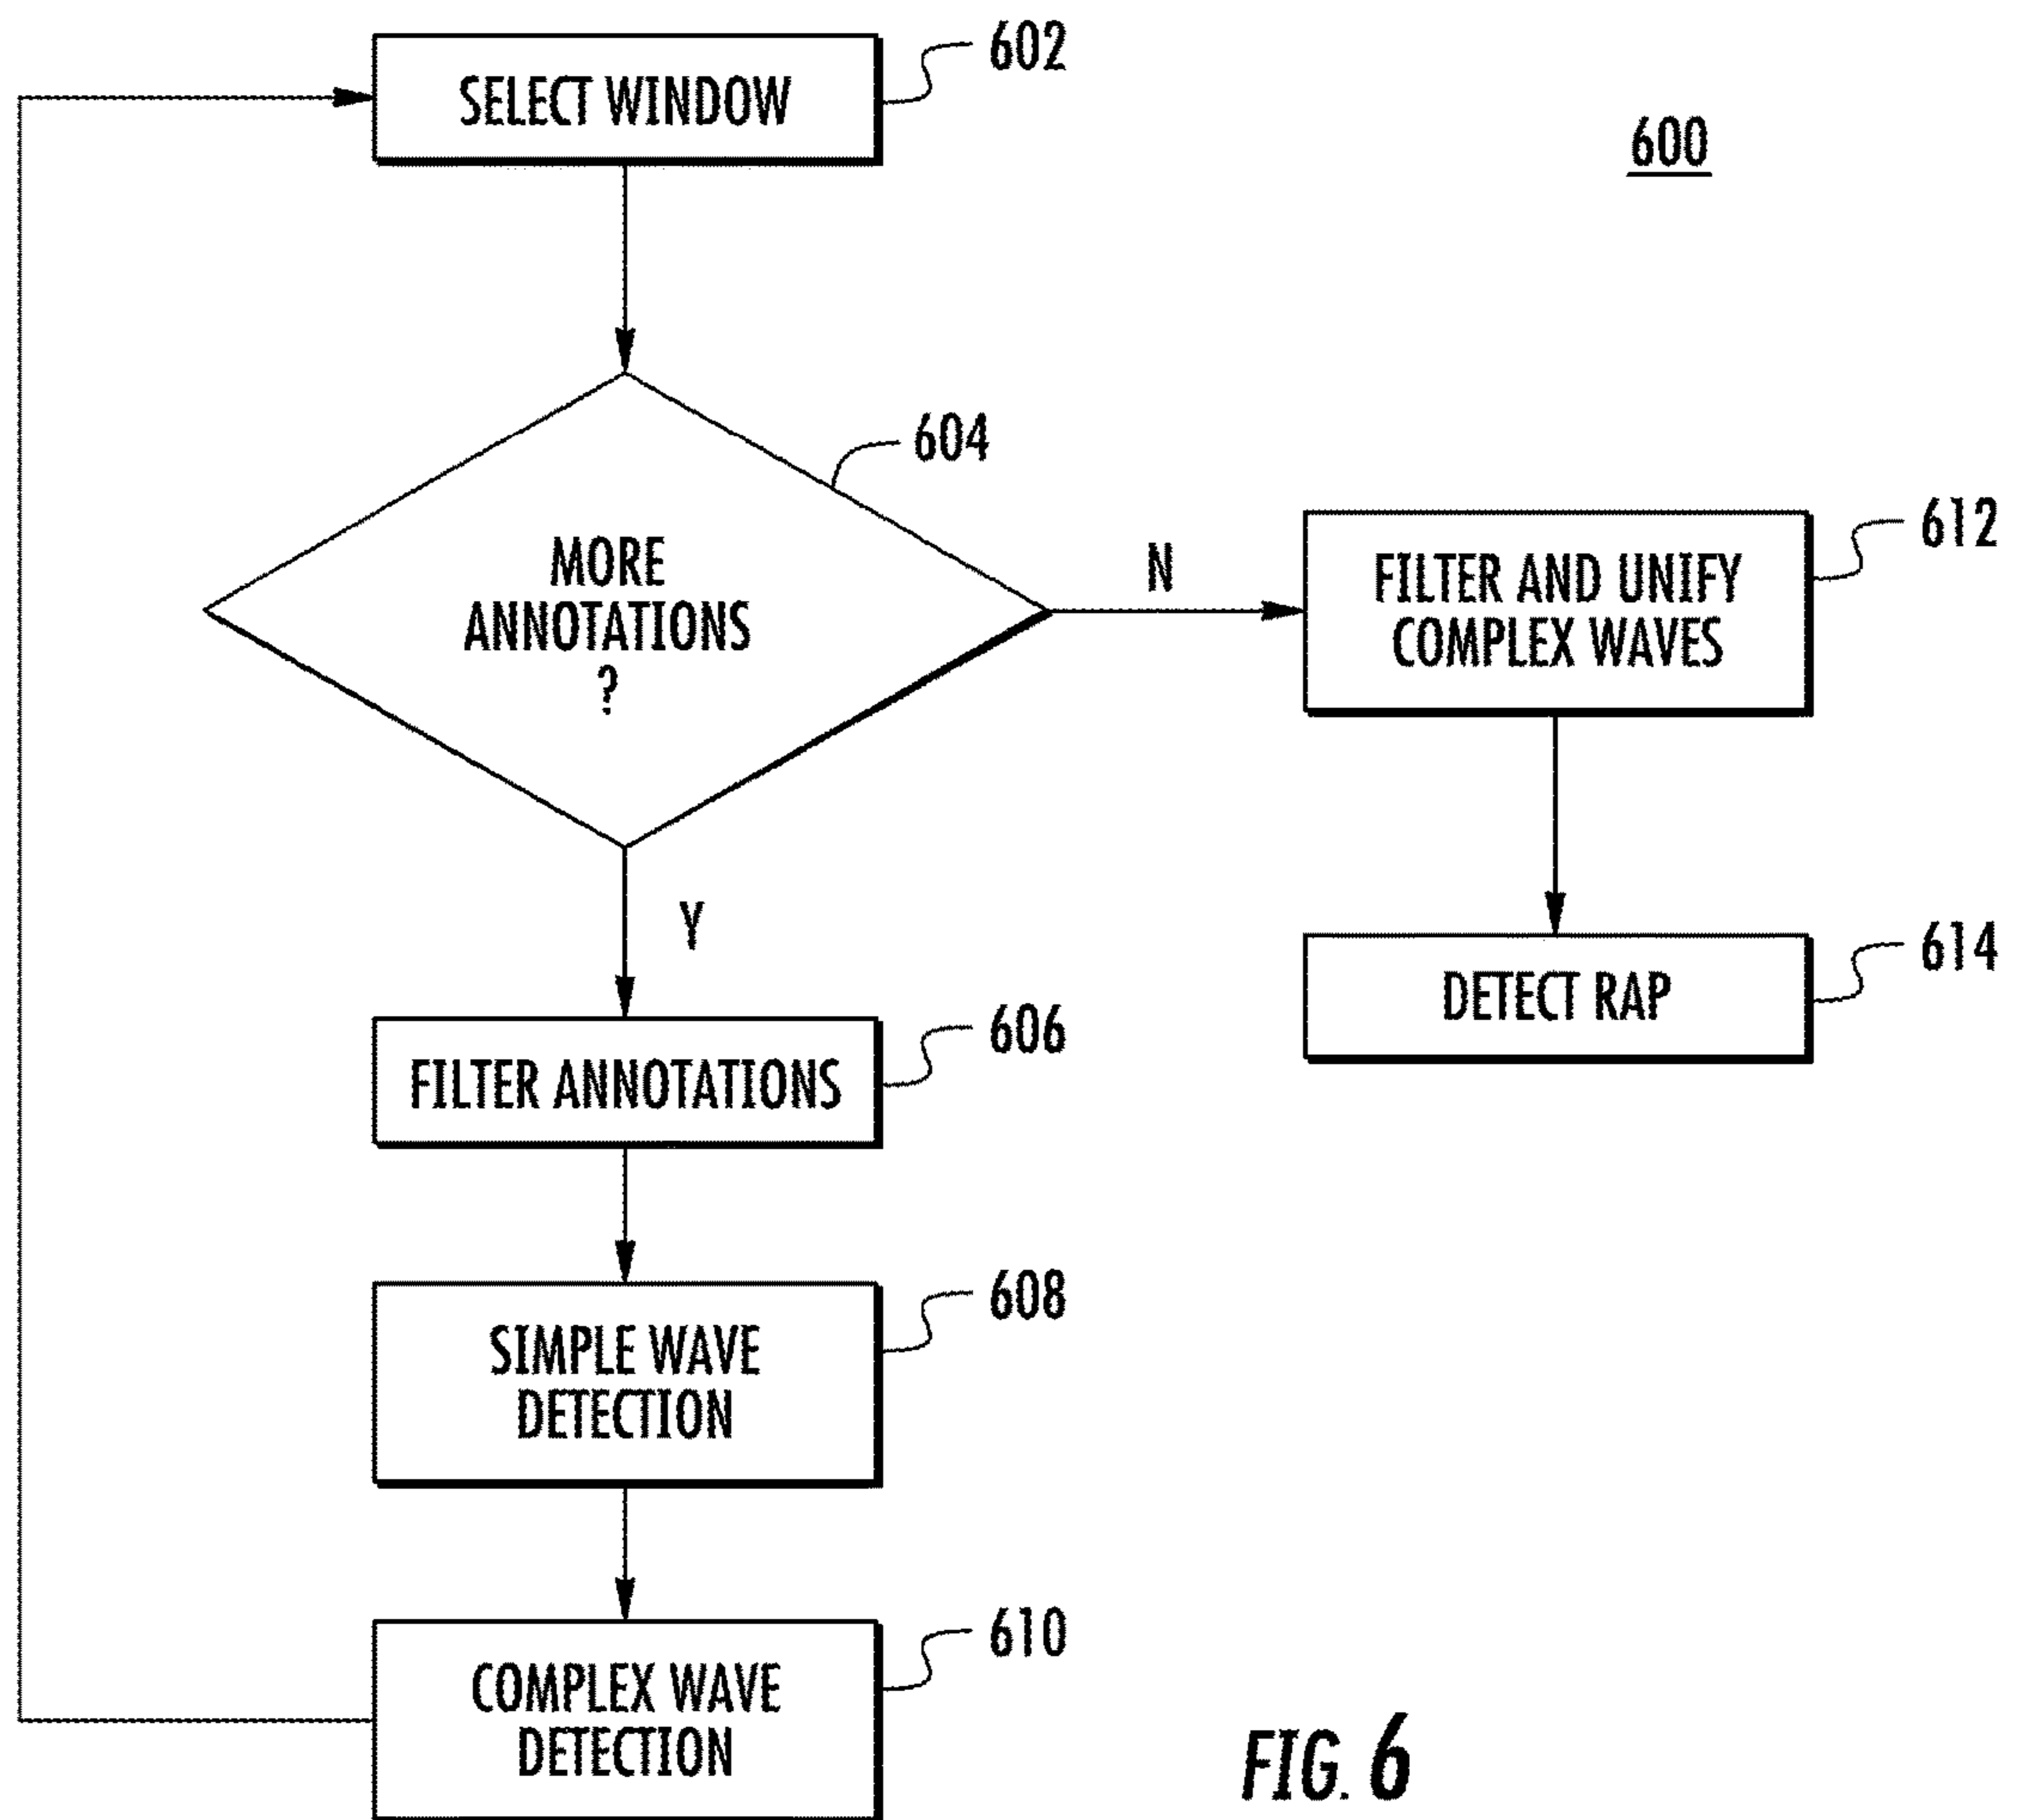 SELECT WINDOW
602
600
MORE
ANNOTATIONS
?
604
N
FILTER AND UNIFY
COMPLEX WAVES
612
Y
DETECT RAP
614
FILTER ANNOTATIONS
606
SIMPLE WAVE
DETECTION
608
COMPLEX WAVE
DETECTION
610
FIG. 6